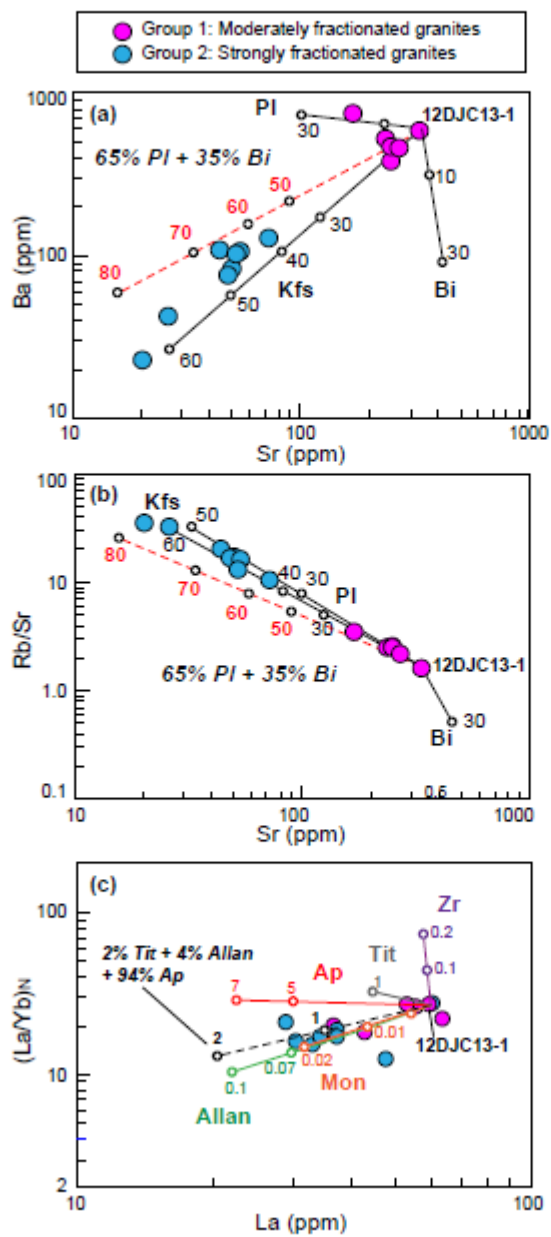 Group 1: Moderately fractionated granites
Group 2: Strongly fractionated granites
1000
(a)
Pl
12DJC13-1
30
65% Pl + 35% Bi
10
50
60
30
70
100
40
30
80
Kfs
Bi
50
60
Ba (ppm)
10
10
100
1000
Sr (ppm)
100
(b)
Kfs
50
60
80
40
30
10
70
Pl
60
50
30
12DJC13-1
65% Pl + 35% Bi
1.0
30
Bi
Rb/Sr
0.1
0.6
10
100
1000
Sr (ppm)
(c)
Zr
100
0.2
2% Tit + 4% Allan
+ 94% Ap
Tit
Ap
0.1
7
5
1
1
0.01
12DJC13-1
2
0.02
0.07
10
0.1
Mon
Allan
(La/Yb)N
2
10
100
La (ppm)